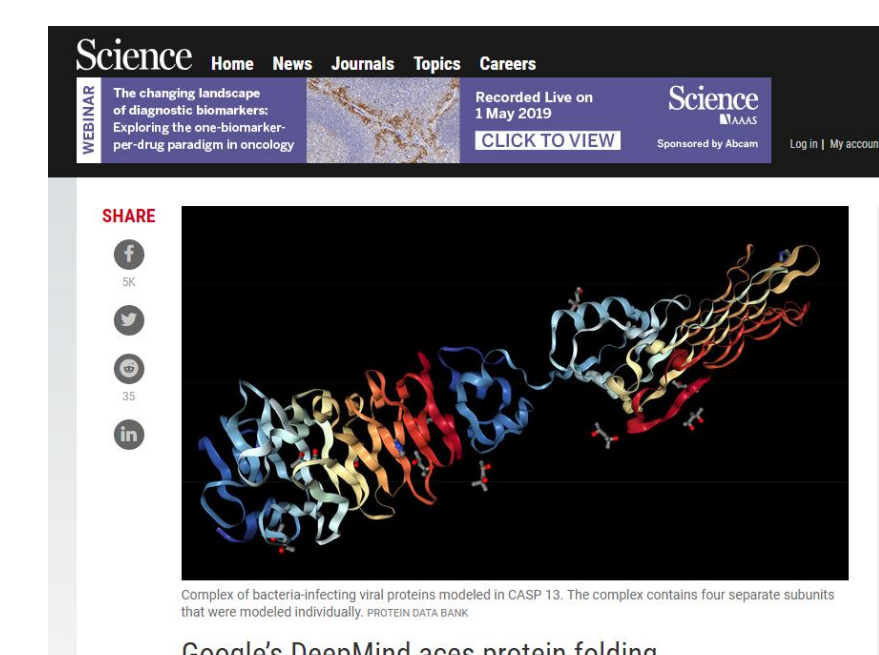 Science Home News Journals Topics Careers
WEBINAR
The changing landscape
of diagnostic biomarkers:
Exploring the one-biomarker-
per-drug paradigm in oncology
Recorded Live on
1 May 2019
CLICK TO VIEW
Science
AAAS
Sponsored by Abcam
Log in | My accoun
SHARE
5K
35
in
Complex of bacteria-infecting viral proteins modeled in CASP 13. The complex contains four separate subunits
that were modeled individually. PROTEIN DATA BANK
Google's DeepMind aces protein folding